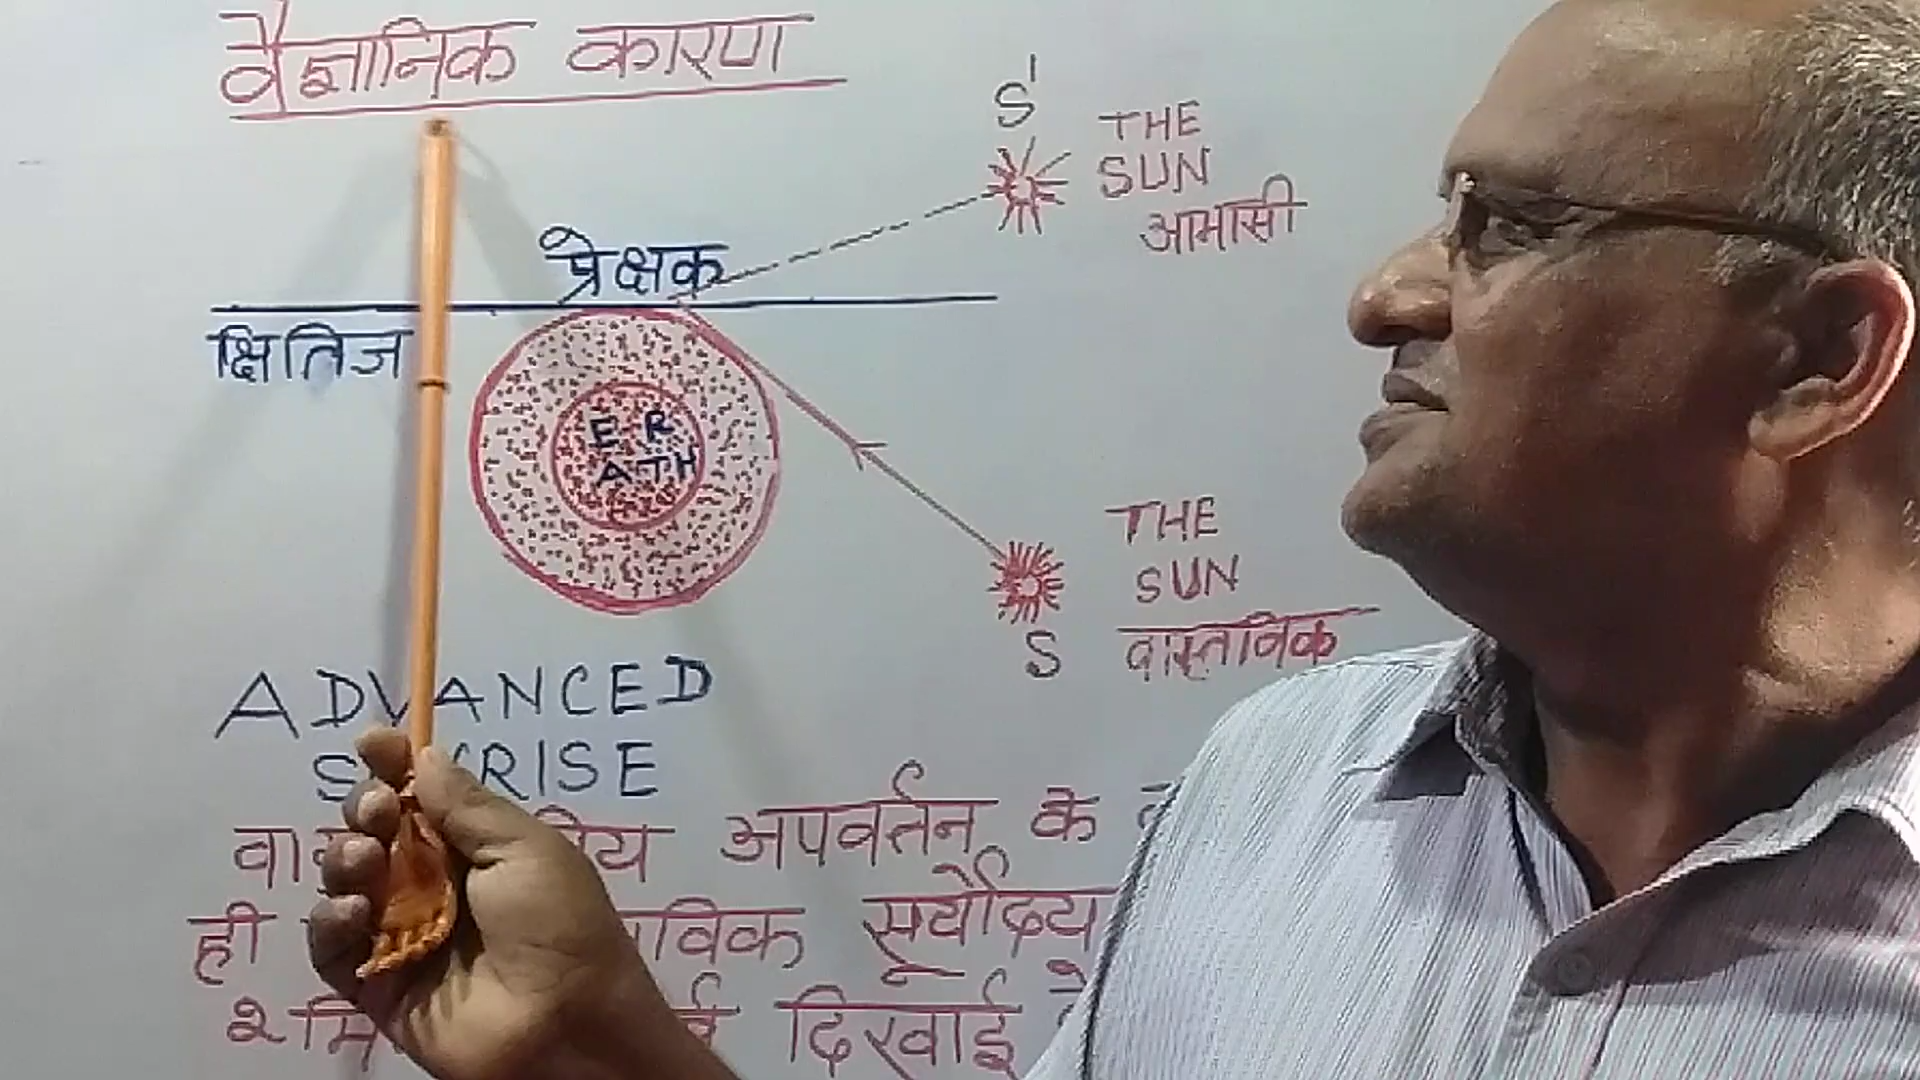 वैज्ञानिक कारण
S'
THE
SUN
आभासी
प्रेक्षक
क्षितिज
E R
ATH
THE
SUN
S
वास्तविक
ADVANCED
RISE
अपवर्तन के
ही सूर्योदय
दिखाई